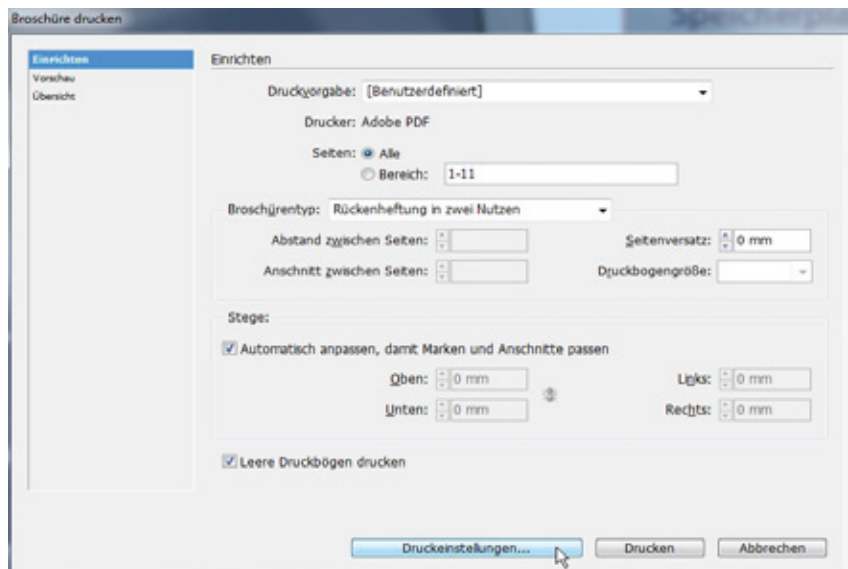 Broschüre drucken
Einrichten
Vorschau
Übersicht
Einrichten
Druckvorgabe: [Benutzerdefiniert]
Drucker: Adobe PDF
Seiten: Alle
Bereich: 1-11
Broschürentyp: Rückenheftung in zwei Nutzen
Abstand zwischen Seiten: Seitenversatz: 0 mm
Anschnitt zwischen Seiten: Druckbogengröße:
Stege:
Automatisch anpassen, damit Marken und Anschnitte passen
Oben: 0 mm Links: 0 mm
Unten: 0 mm Rechts: 0 mm
Leere Druckbögen drucken
Druckeinstellungen... Drucken Abbrechen